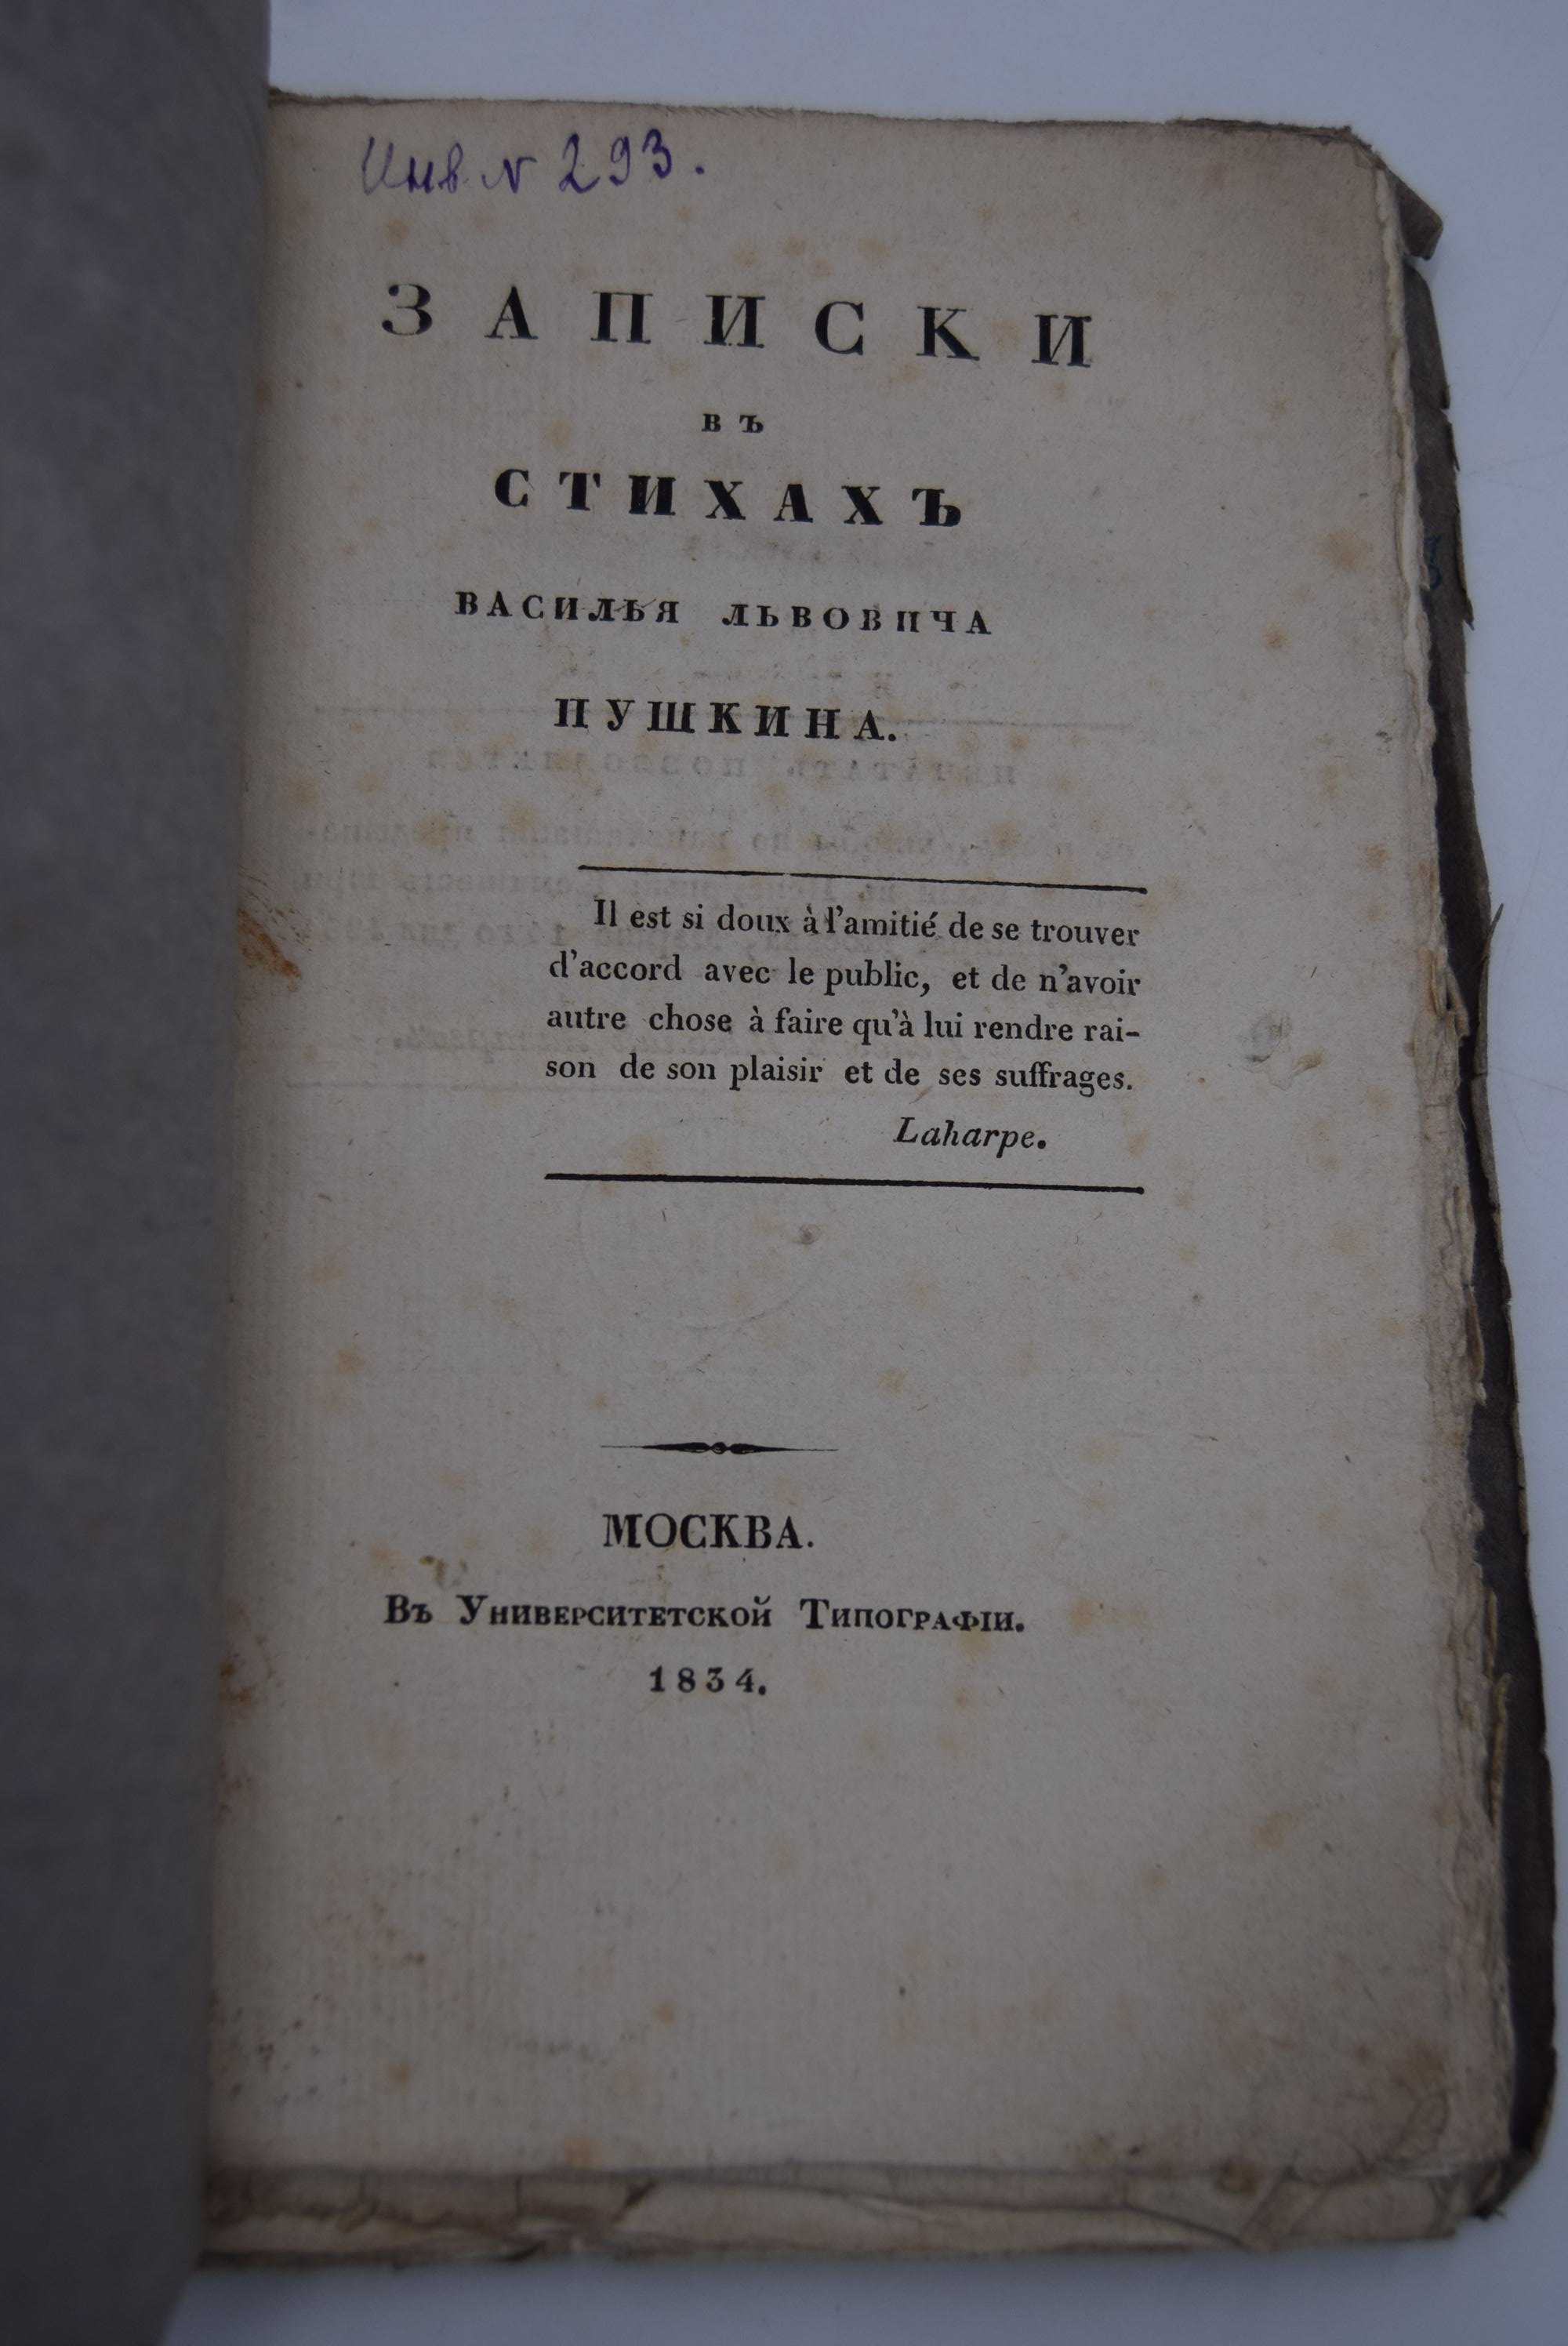 Инв N 293.
ЗАПИСКИ
въ
СТИХАХЪ
ВАСИЛЬЯ ЛЬВОВИЧА
ПУШКИНА.
Il est si doux à l'amitié de se trouver
d'accord avec le public, et de n'avoir
autre chose à faire qu'à lui rendre rai-
son de son plaisir et de ses suffrages.
Laharpe.
МОСКВА.
Въ Университетской Типографіи.
1834.